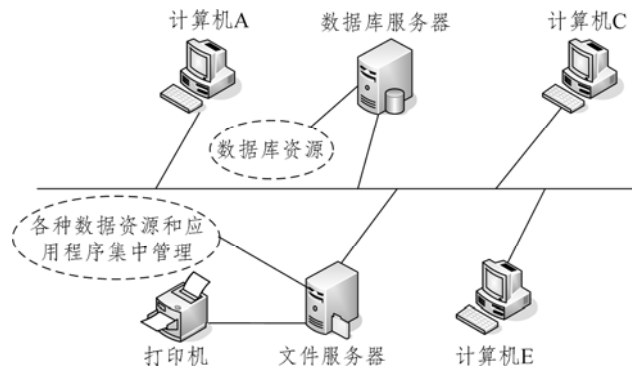 计算机A
数据库服务器
计算机C
数据库资源
各种数据资源和应
用程序集中管理
打印机
文件服务器
计算机E